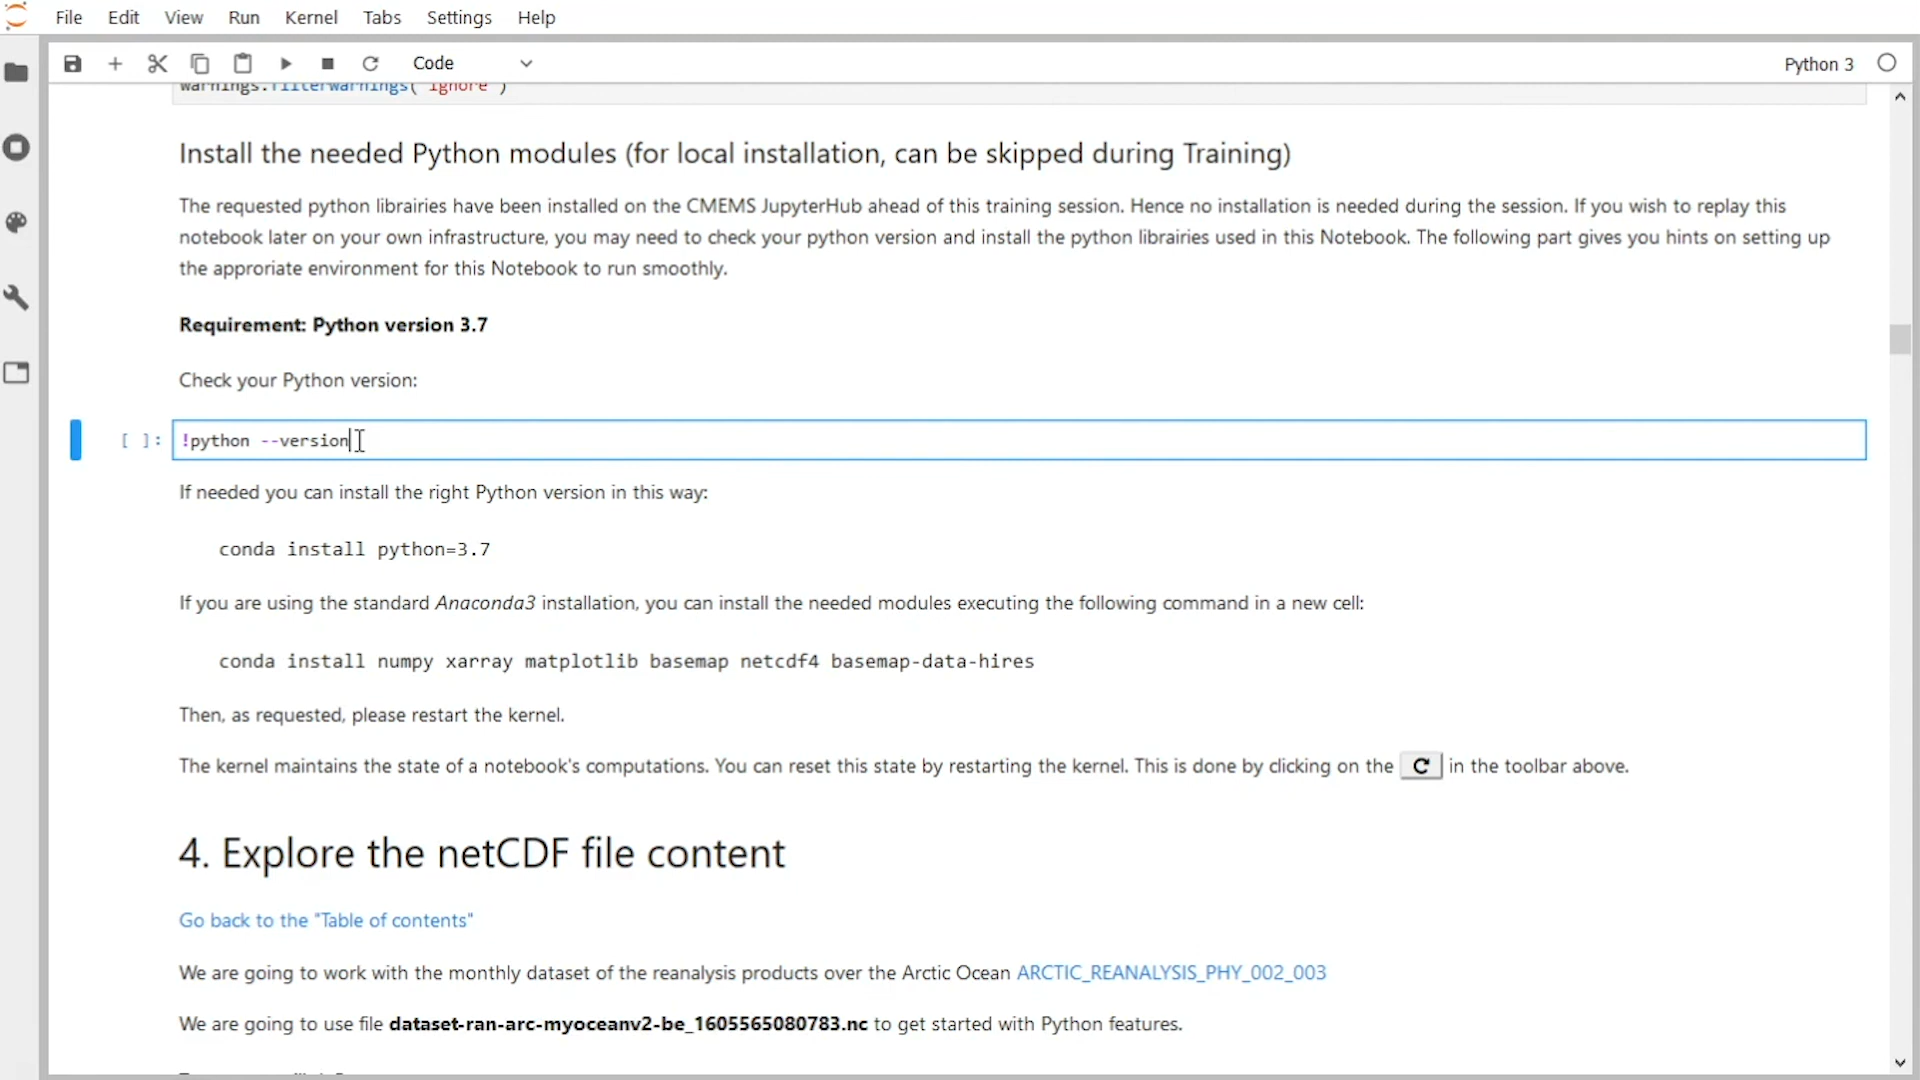 File Edit View Run Kernel Tabs Settings Help
Code
Python 3
warnings.filterwarnings('ignore')
Install the needed Python modules (for local installation, can be skipped during Training)
The requested python librairies have been installed on the CMEMS JupyterHub ahead of this training session. Hence no installation is needed during the session. If you wish to replay this
notebook later on your own infrastructure, you may need to check your python version and install the python librairies used in this Notebook. The following part gives you hints on setting up
the approriate environment for this Notebook to run smoothly.
Requirement: Python version 3.7
Check your Python version:
[ ]: !python --version
If needed you can install the right Python version in this way:
conda install python=3.7
If you are using the standard Anaconda3 installation, you can install the needed modules executing the following command in a new cell:
conda install numpy xarray matplotlib basemap netcdf4 basemap-data-hires
Then, as requested, please restart the kernel.
The kernel maintains the state of a notebook's computations. You can reset this state by restarting the kernel. This is done by clicking on the C in the toolbar above.
4. Explore the netCDF file content
Go back to the "Table of contents"
We are going to work with the monthly dataset of the reanalysis products over the Arctic Ocean ARCTIC_REANALYSIS_PHY_002_003
We are going to use file dataset-ran-arc-myoceanv2-be_1605565080783.nc to get started with Python features.